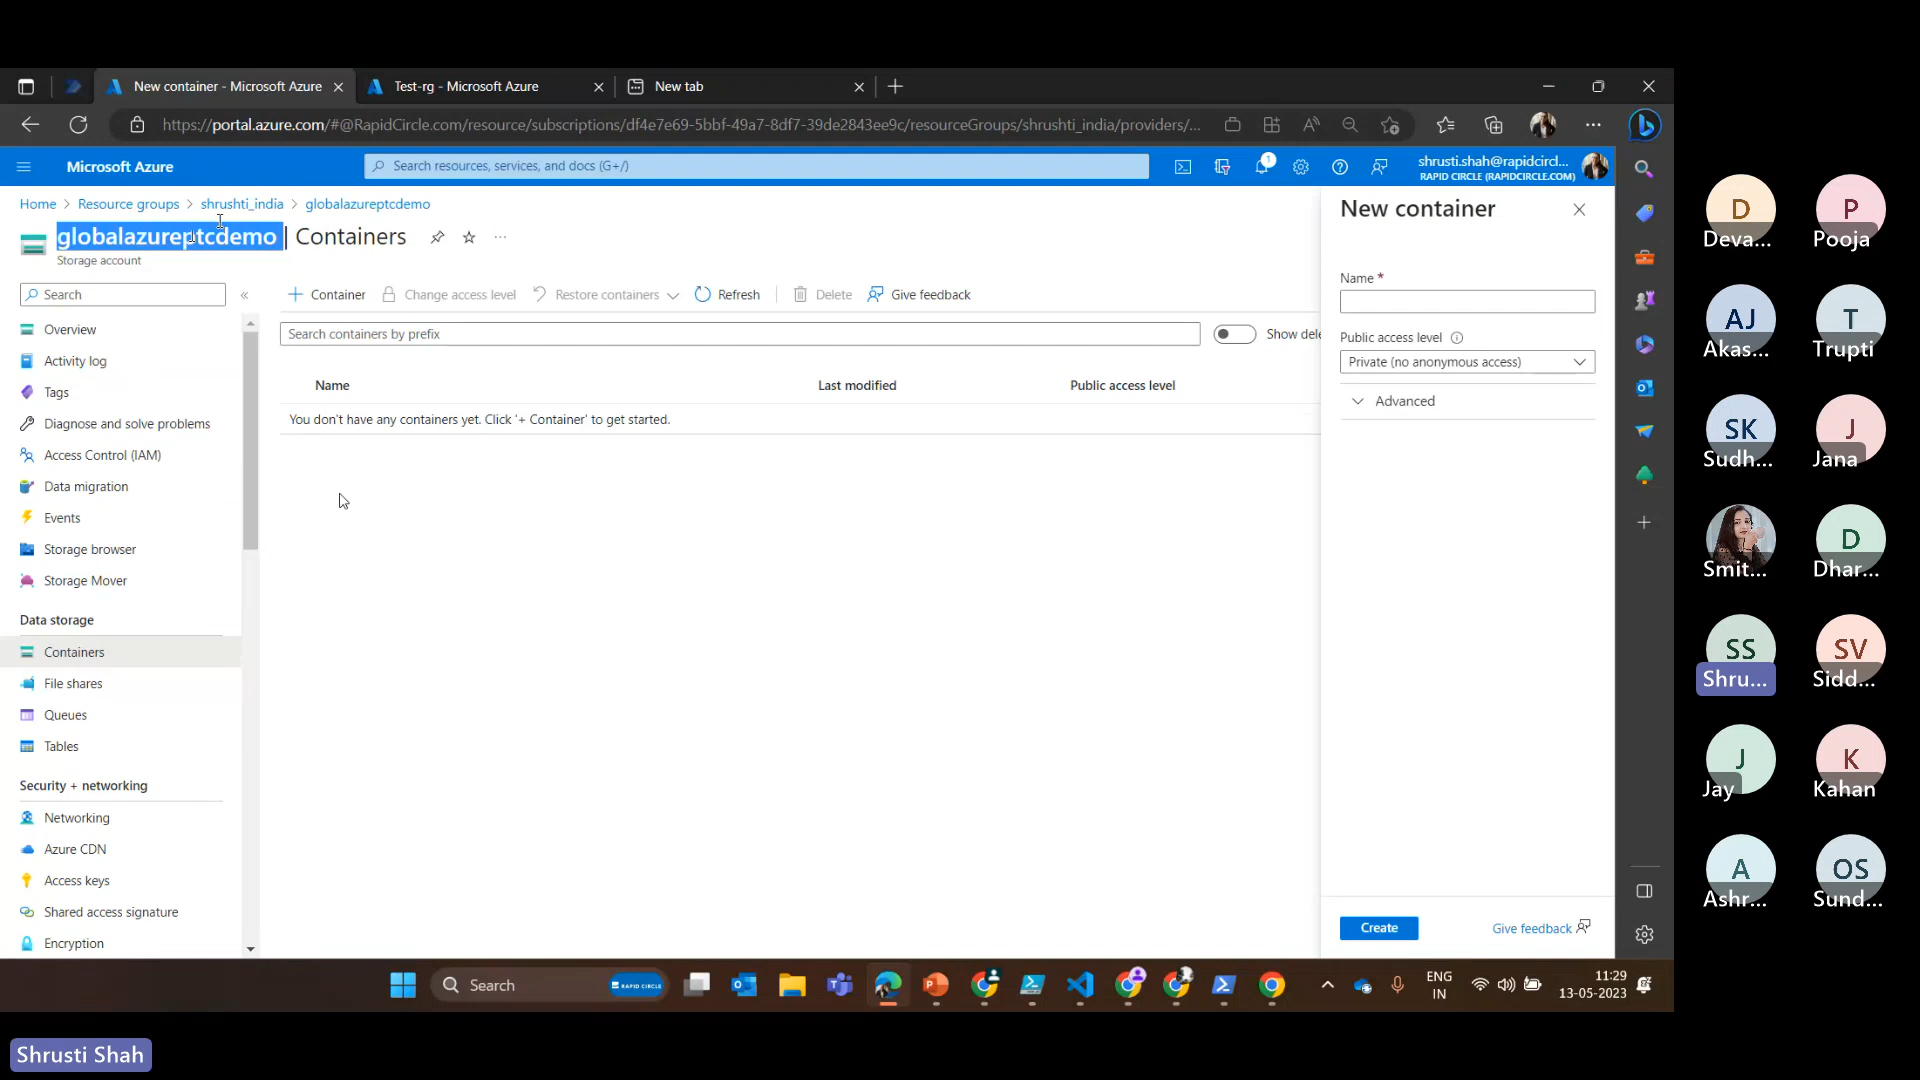 New container - Microsoft Azure
Test-rg - Microsoft Azure
New tab
https://portal.azure.com/#@RapidCircle.com/resource/subscriptions/df4e7e69-5bbf-49a7-8df7-39de2843ee9c/resourceGroups/shrushti_india/providers/...
Microsoft Azure
Search resources, services, and docs (G+/)
1
shrusti.shah@rapidcircl...
RAPID CIRCLE (RAPIDCIRCLE.COM)
Home > Resource groups > shrushti_india > globalazureptcdemo
globalazureptcdemo | Containers
Storage account
Search
Overview
Activity log
Tags
Diagnose and solve problems
Access Control (IAM)
Data migration
Events
Storage browser
Storage Mover
Data storage
Containers
File shares
Queues
Tables
Security + networking
Networking
Azure CDN
Access keys
Shared access signature
Encryption
Container
Change access level
Restore containers
Refresh
Delete
Give feedback
Search containers by prefix
Show dele
Name
Last modified
Public access level
You don't have any containers yet. Click '+ Container' to get started.
New container
Name *
Public access level
Private (no anonymous access)
Advanced
Create
Give feedback
Search
RAPID CIRCLE
ENG
IN
11:29
13-05-2023
D
Deva...
P
Pooja
AJ
Akas...
T
Trupti
SK
Sudh...
J
Jana
Smit...
D
Dhar...
SS
Shru...
SV
Sidd...
J
Jay
K
Kahan
A
Ashr...
OS
Sund...
Shrusti Shah